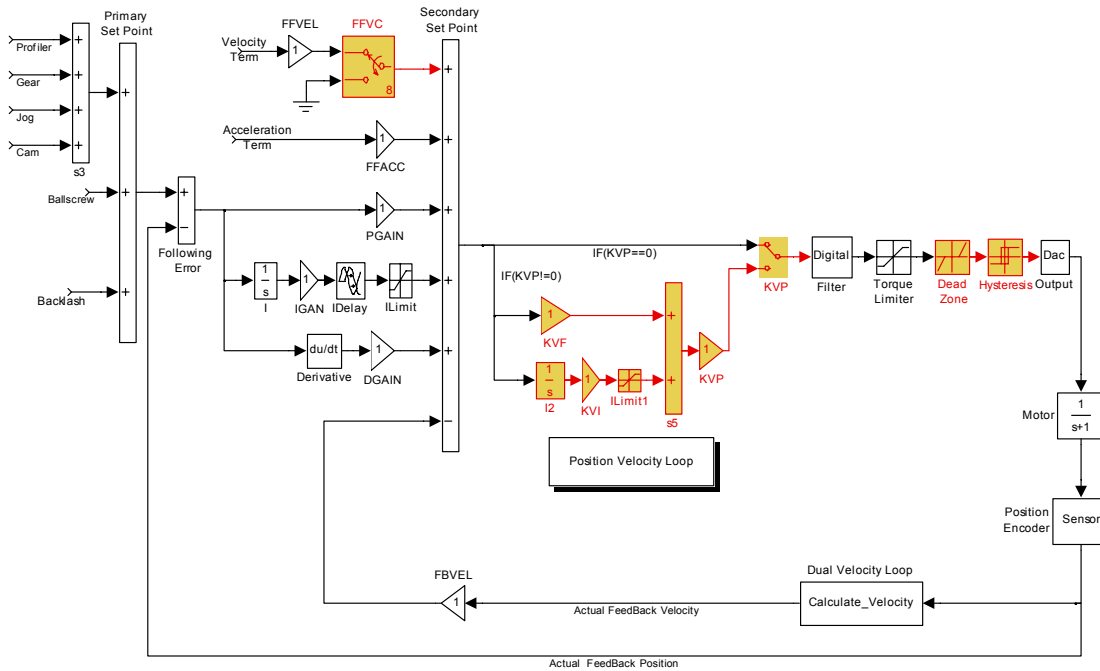 Primary
Set Point
Secondary
Set Point
Profiler
+
Gear
+
Jog
+
Cam
+
s3
+
Ballscrew
+
Backlash
+
+
−
Following
Error
Velocity
Term
FFVEL
1
FFVC
8
+
Acceleration
Term
1
FFACC
+
1
PGAIN
+
1
s
I
1
IGAN
IDelay
ILimit
+
du/dt
Derivative
1
DGAIN
+
−
IF(KVP==0)
IF(KVP!=0)
1
KVF
+
1
s
I2
1
KVI
ILimit1
+
s5
1
KVP
KVP
Digital
Filter
Torque
Limiter
Dead
Zone
Hysteresis
Dac
Output
Motor
1
s+1
Position Velocity Loop
Position
Encoder
Sensor
Dual Velocity Loop
Calculate_Velocity
FBVEL
1
Actual FeedBack Velocity
Actual FeedBack Position